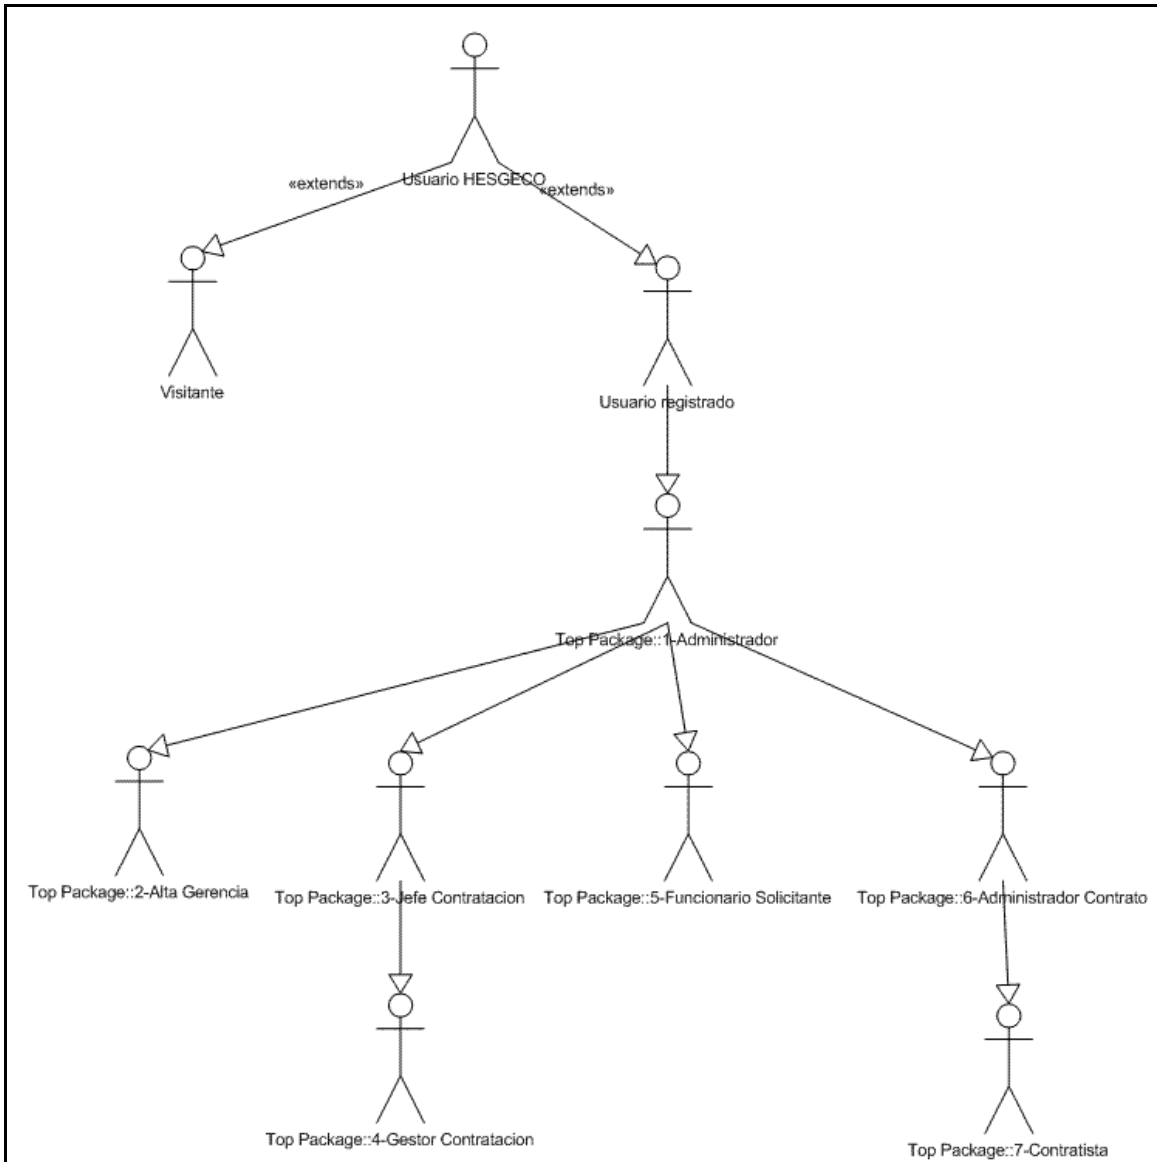 Usuario HESGECO
«extends»
«extends»
Visitante
Usuario registrado
Top Package::1-Administrador
Top Package::2-Alta Gerencia
Top Package::3-Jefe Contratacion
Top Package::5-Funcionario Solicitante
Top Package::6-Administrador Contrato
Top Package::4-Gestor Contratacion
Top Package::7-Contratista